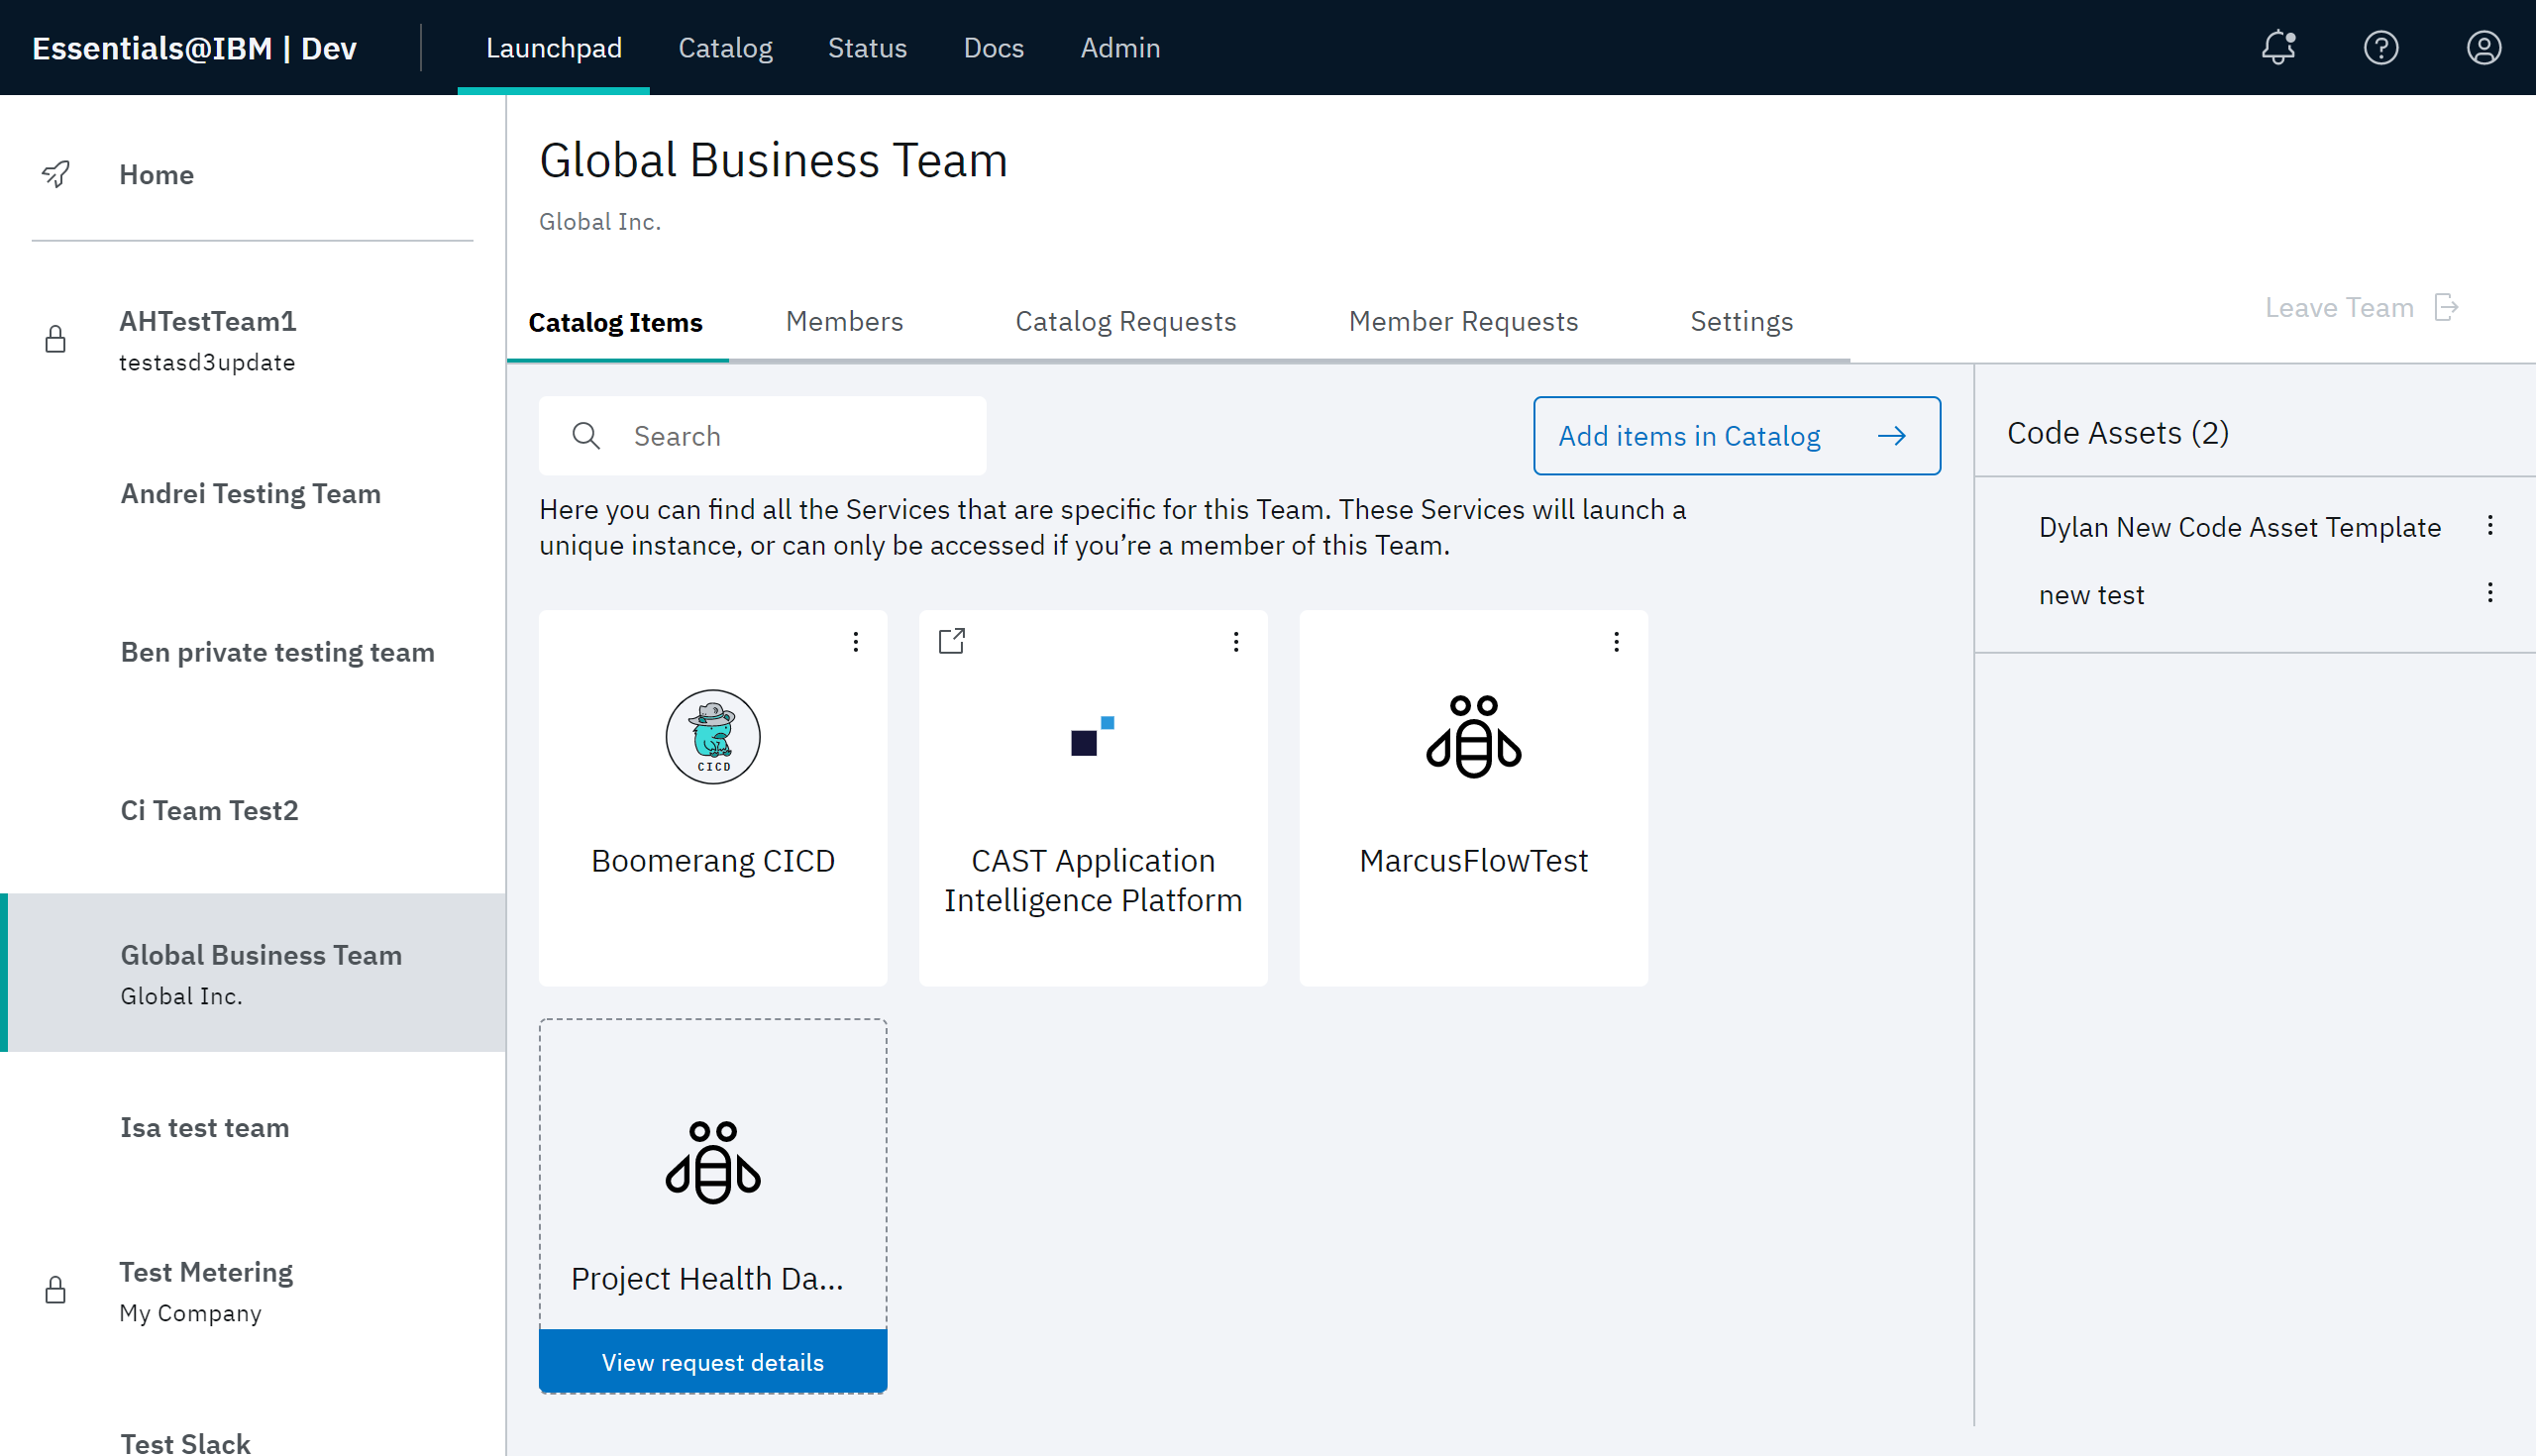 Essentials@IBM | Dev
Launchpad
Catalog
Status
Docs
Admin
Home
AHTestTeam1
testasd3update
Andrei Testing Team
Ben private testing team
Ci Team Test2
Global Business Team
Global Inc.
Isa test team
Test Metering
My Company
Test Slack
Global Business Team
Global Inc.
Catalog Items
Members
Catalog Requests
Member Requests
Settings
Leave Team
Search
Add items in Catalog
Here you can find all the Services that are specific for this Team. These Services will launch a
unique instance, or can only be accessed if you’re a member of this Team.
CICD
Boomerang CICD
CAST Application
Intelligence Platform
MarcusFlowTest
Project Health Da...
View request details
Code Assets (2)
Dylan New Code Asset Template
new test